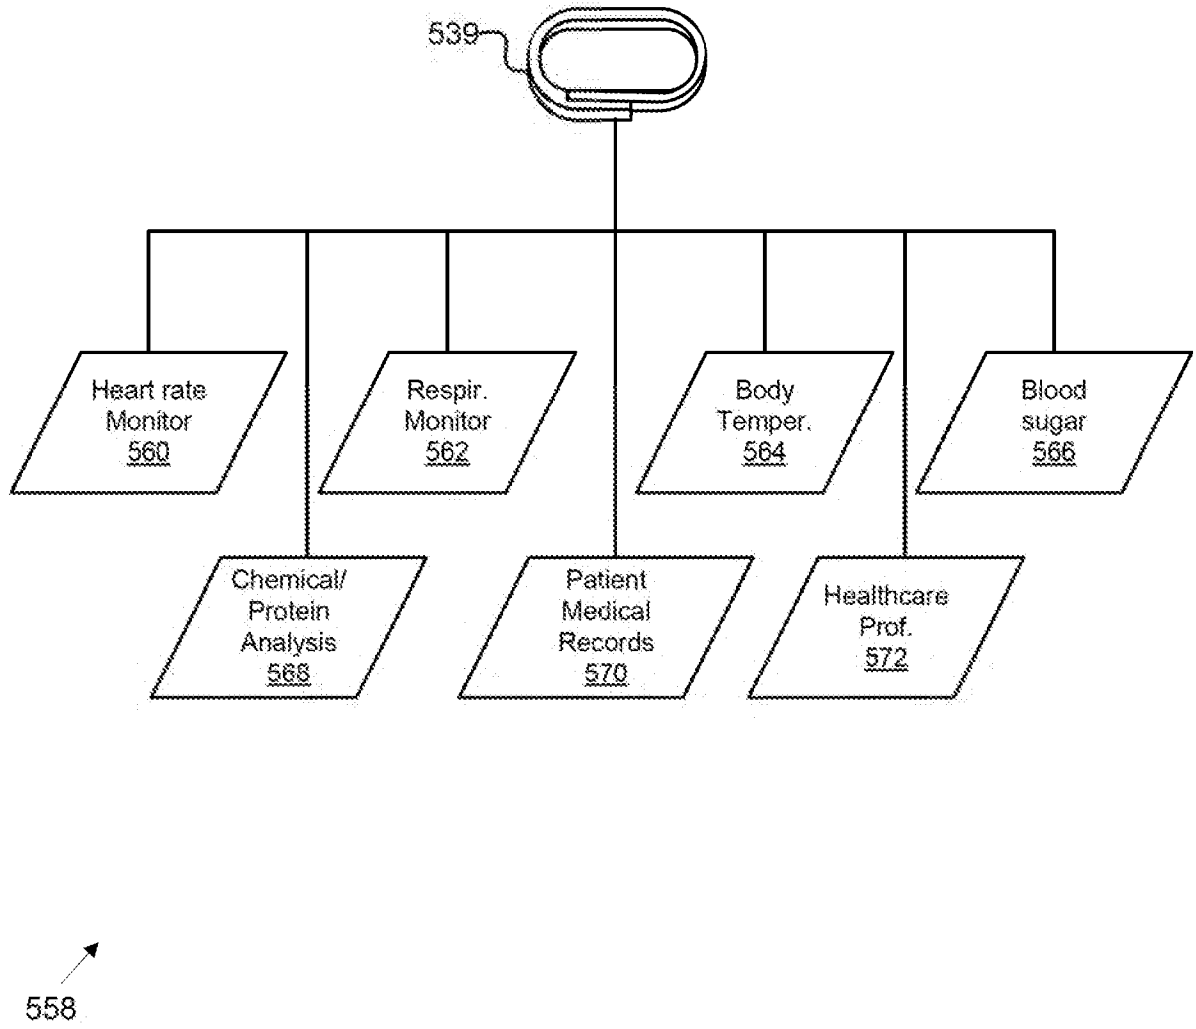 539
Heart rate
Monitor
560
Respir.
Monitor
562
Body
Temper.
564
Blood
sugar
566
Chemical/
Protein
Analysis
568
Patient
Medical
Records
570
Healthcare
Prof.
572
558